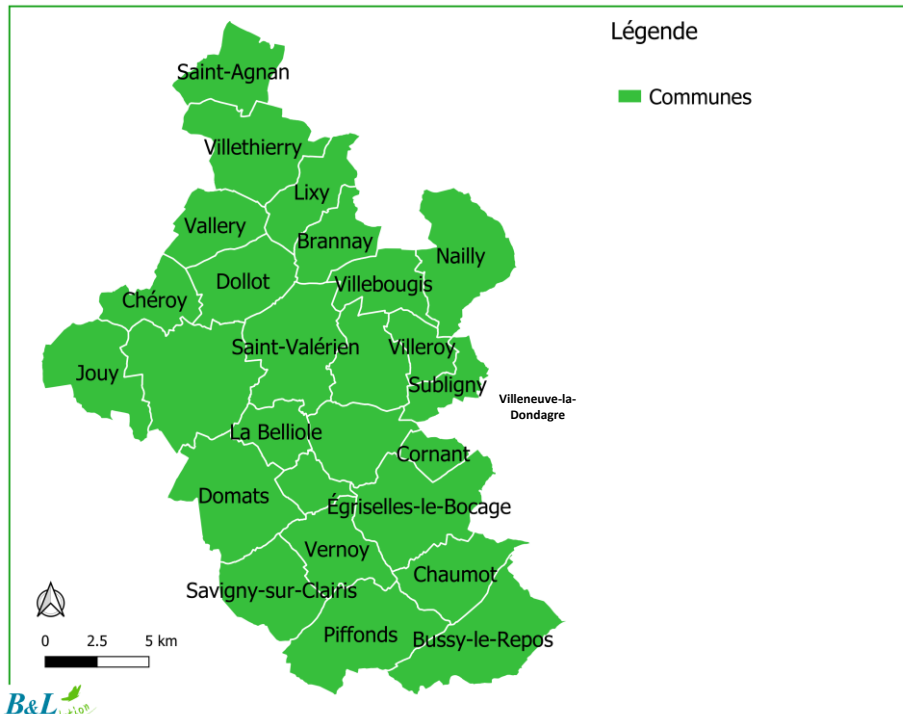 Légende
Communes
Saint-Agnan
Villethierry
Lixy
Vallery
Brannay
Nailly
Dollot
Villebougis
Chéroy
Saint-Valérien
Villeroy
Jouy
Subligny
Villeneuve-la-
Dondagre
La Belliole
Cornant
Domats
Égriselles-le-Bocage
Vernoy
Chaumot
Savigny-sur-Clairis
Piffonds
Bussy-le-Repos
0 2.5 5 km
B&L